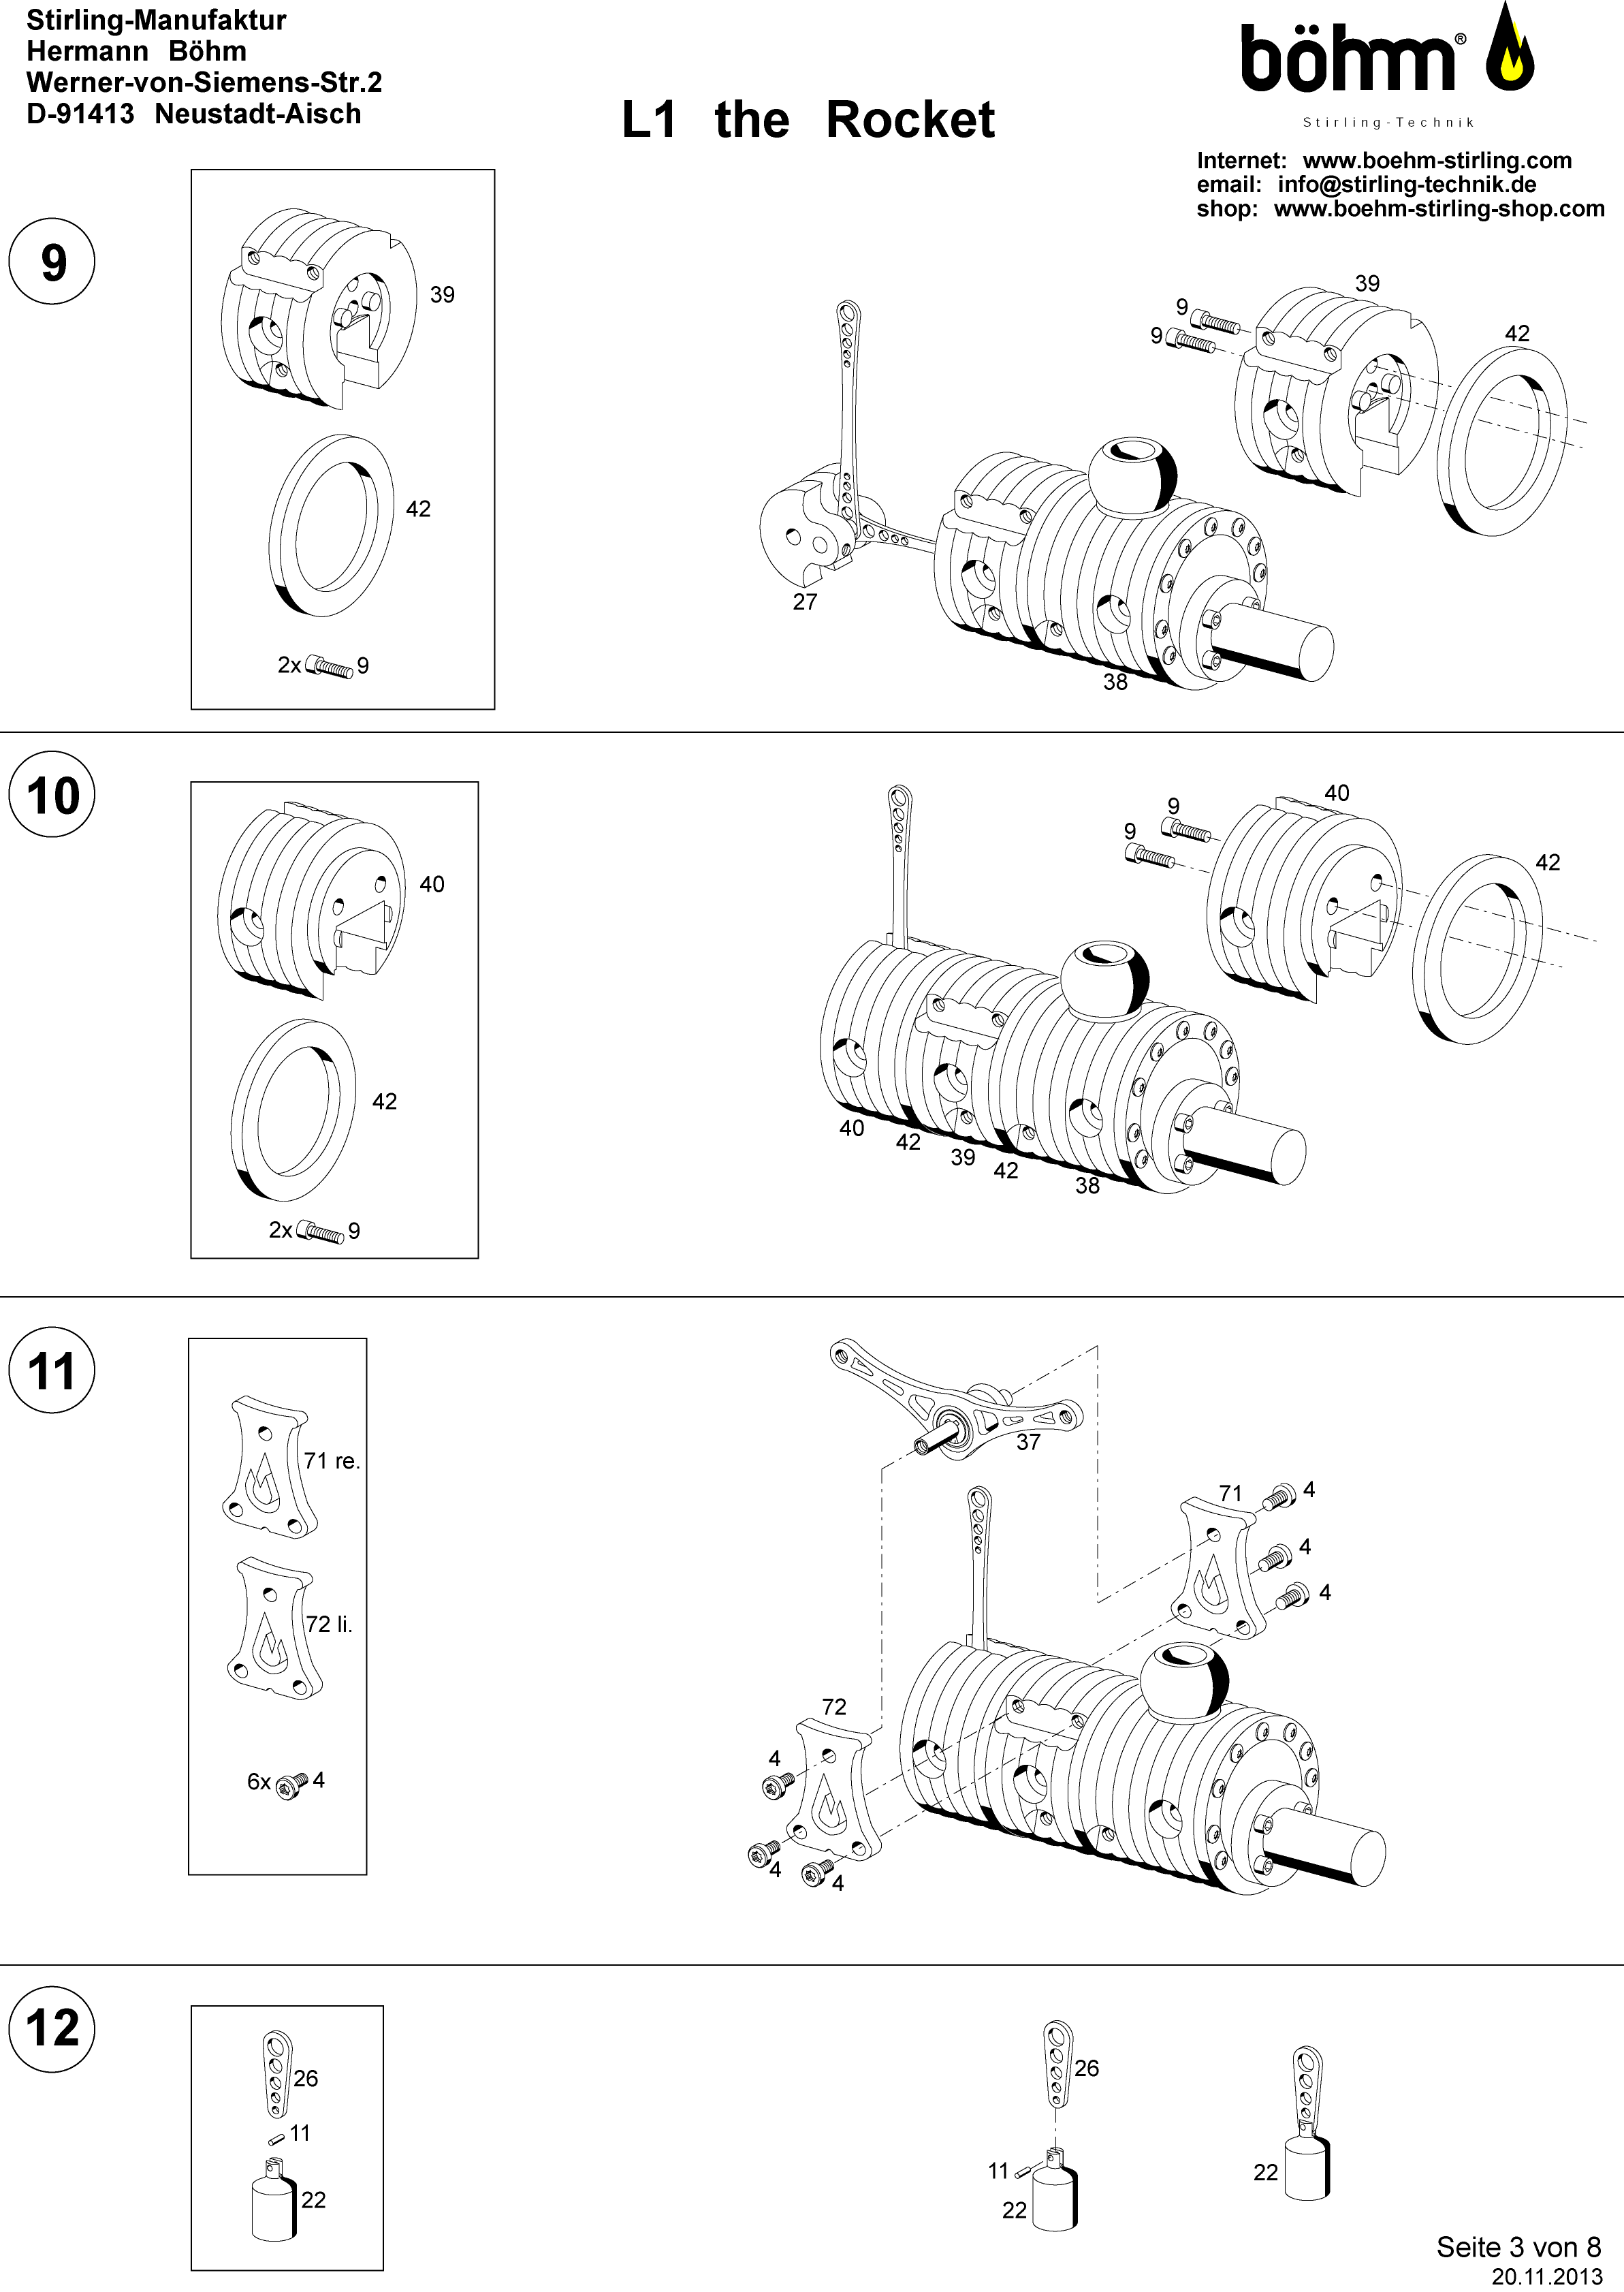 Stirling-Manufaktur
Hermann Böhm
Werner-von-Siemens-Str.2
D-91413 Neustadt-Aisch
L1 the Rocket
böhm®
Stirling-Technik
Internet: www.boehm-stirling.com
email: info@stirling-technik.de
shop: www.boehm-stirling-shop.com
9
39
42
2x 9
9
9
39
42
27
38
10
40
42
2x 9
9
9
40
42
40
42
39
42
38
11
71 re.
72 li.
6x 4
37
71
4
4
4
72
4
4
4
12
26
11
22
26
11
22
22
Seite 3 von 8
20.11.2013